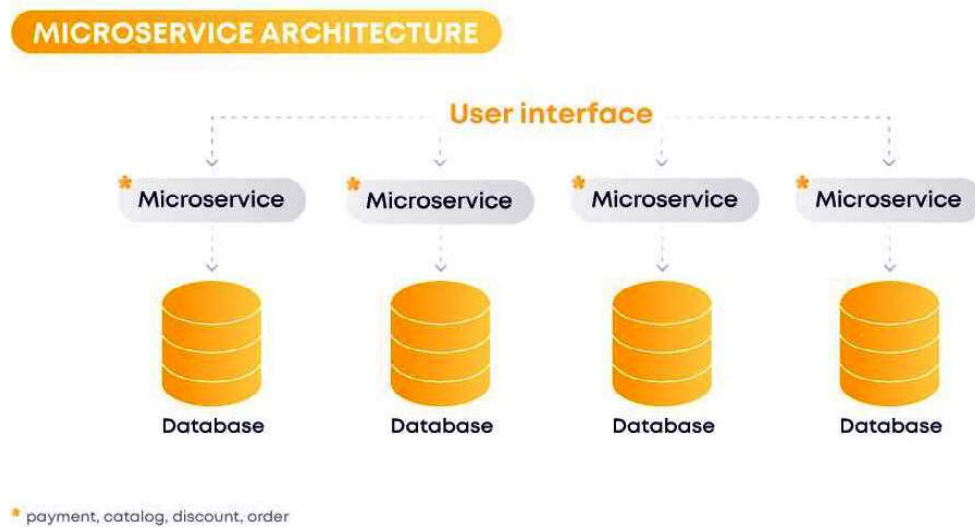 MICROSERVICE ARCHITECTURE
User interface
* Microservice * Microservice * Microservice * Microservice
Database Database Database Database
* payment, catalog, discount, order